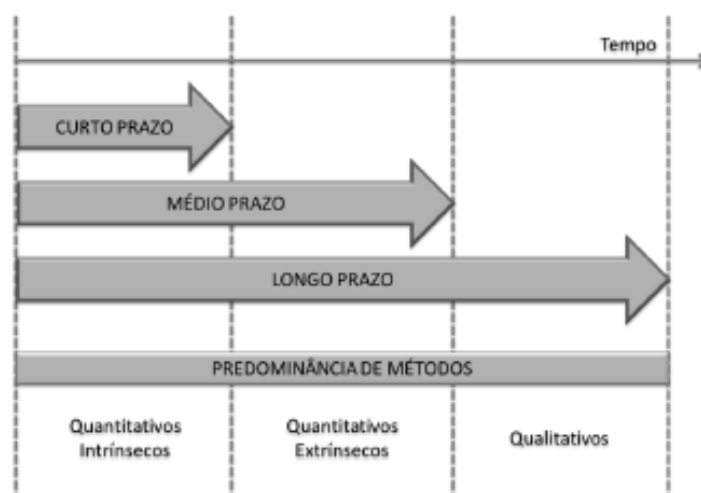 Tempo
CURTO PRAZO
MÉDIO PRAZO
LONGO PRAZO
PREDOMINÂNCIA DE MÉTODOS
Quantitativos
Intrínsecos
Quantitativos
Extrínsecos
Qualitativos